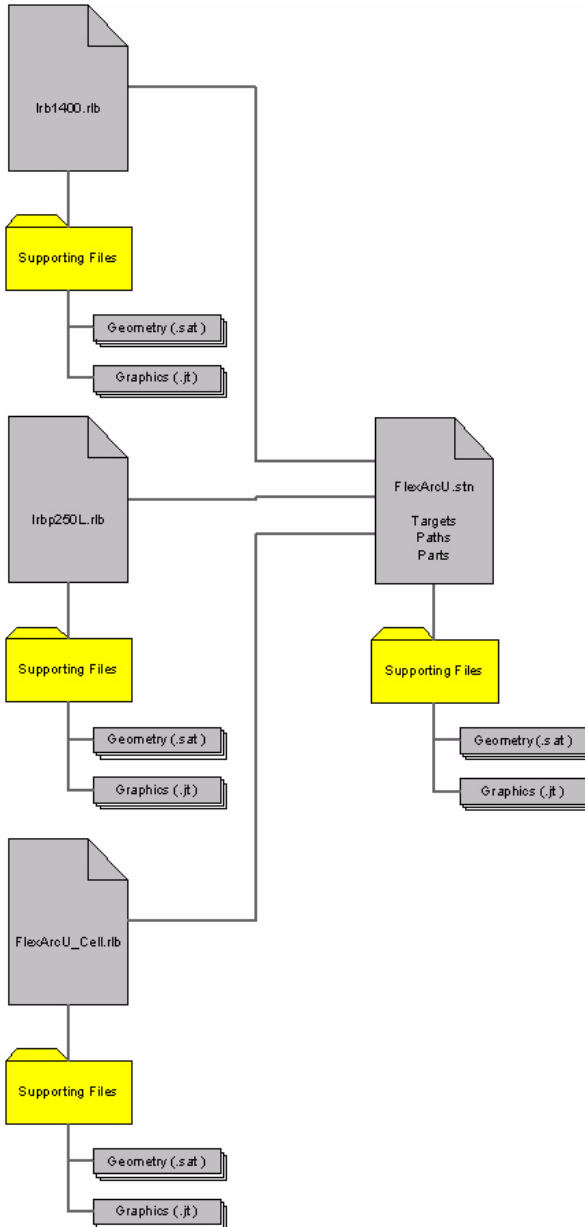 Irb1400.rlb
Supporting Files
Geometry (.sat)
Graphics (.jt)
Irbp250L.rlb
Supporting Files
Geometry (.sat)
Graphics (.jt)
FlexArcU_Cell.rlb
Supporting Files
Geometry (.sat)
Graphics (.jt)
FlexArcU.stn
Targets
Paths
Parts
Supporting Files
Geometry (.sat)
Graphics (.jt)